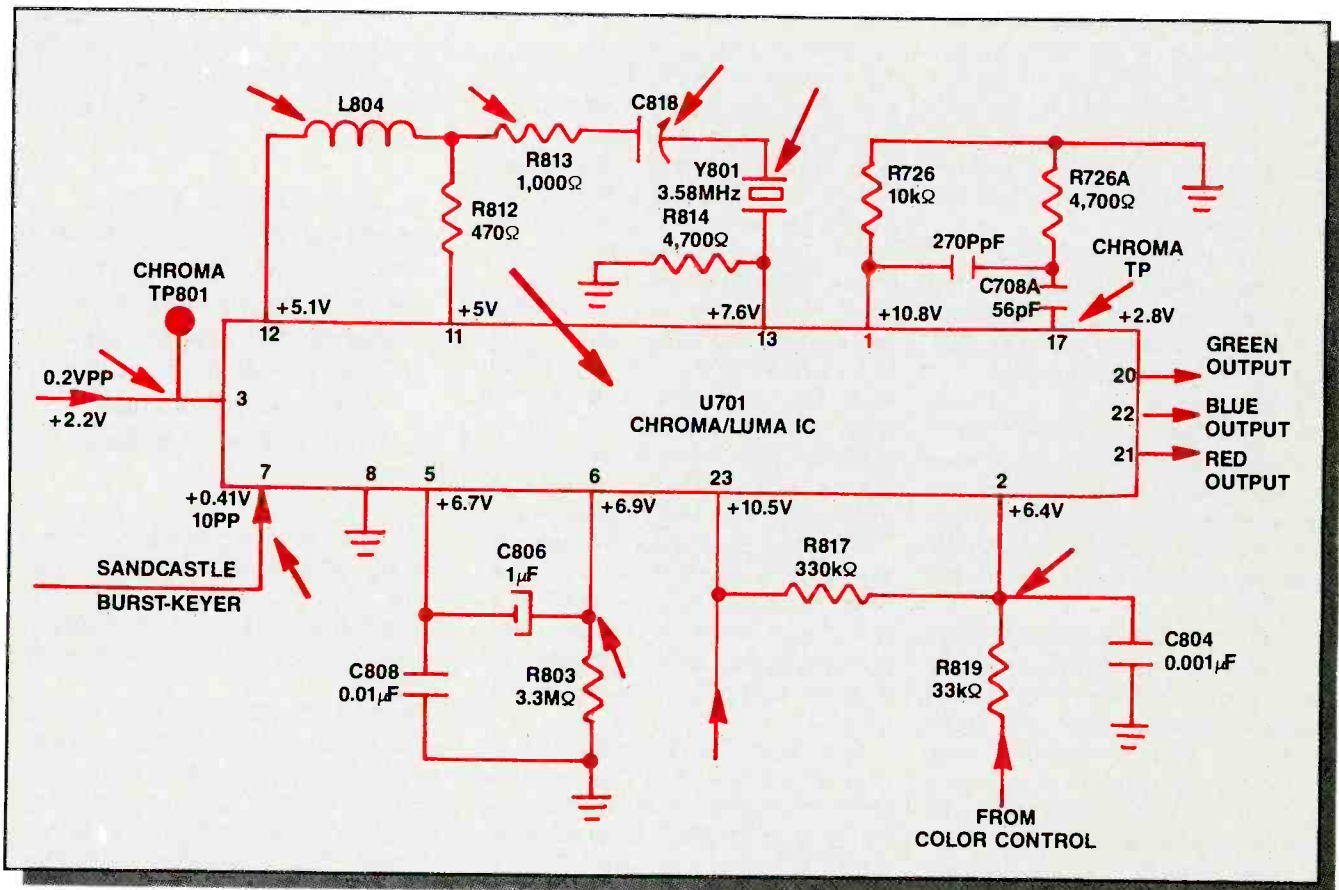 L804
C818
R813
1,000Ω
Y801
3.58MHz
R812
470Ω
R814
4,700Ω
R726
10kΩ
R726A
4,700Ω
270PpF
CHROMA
TP
C708A
56pF
CHROMA
TP801
+5.1V
+5V
+7.6V
+10.8V
+2.8V
12
11
13
1
17
GREEN
OUTPUT
20
0.2VPP
+2.2V
3
U701
CHROMA/LUMA IC
22
BLUE
OUTPUT
21
RED
OUTPUT
7
8
5
6
23
2
+0.41V
10PP
+6.7V
+6.9V
+10.5V
+6.4V
SANDCASTLE
BURST-KEYER
C806
1μF
R817
330kΩ
C808
0.01μF
R803
3.3MΩ
R819
33kΩ
C804
0.001μF
FROM
COLOR CONTROL